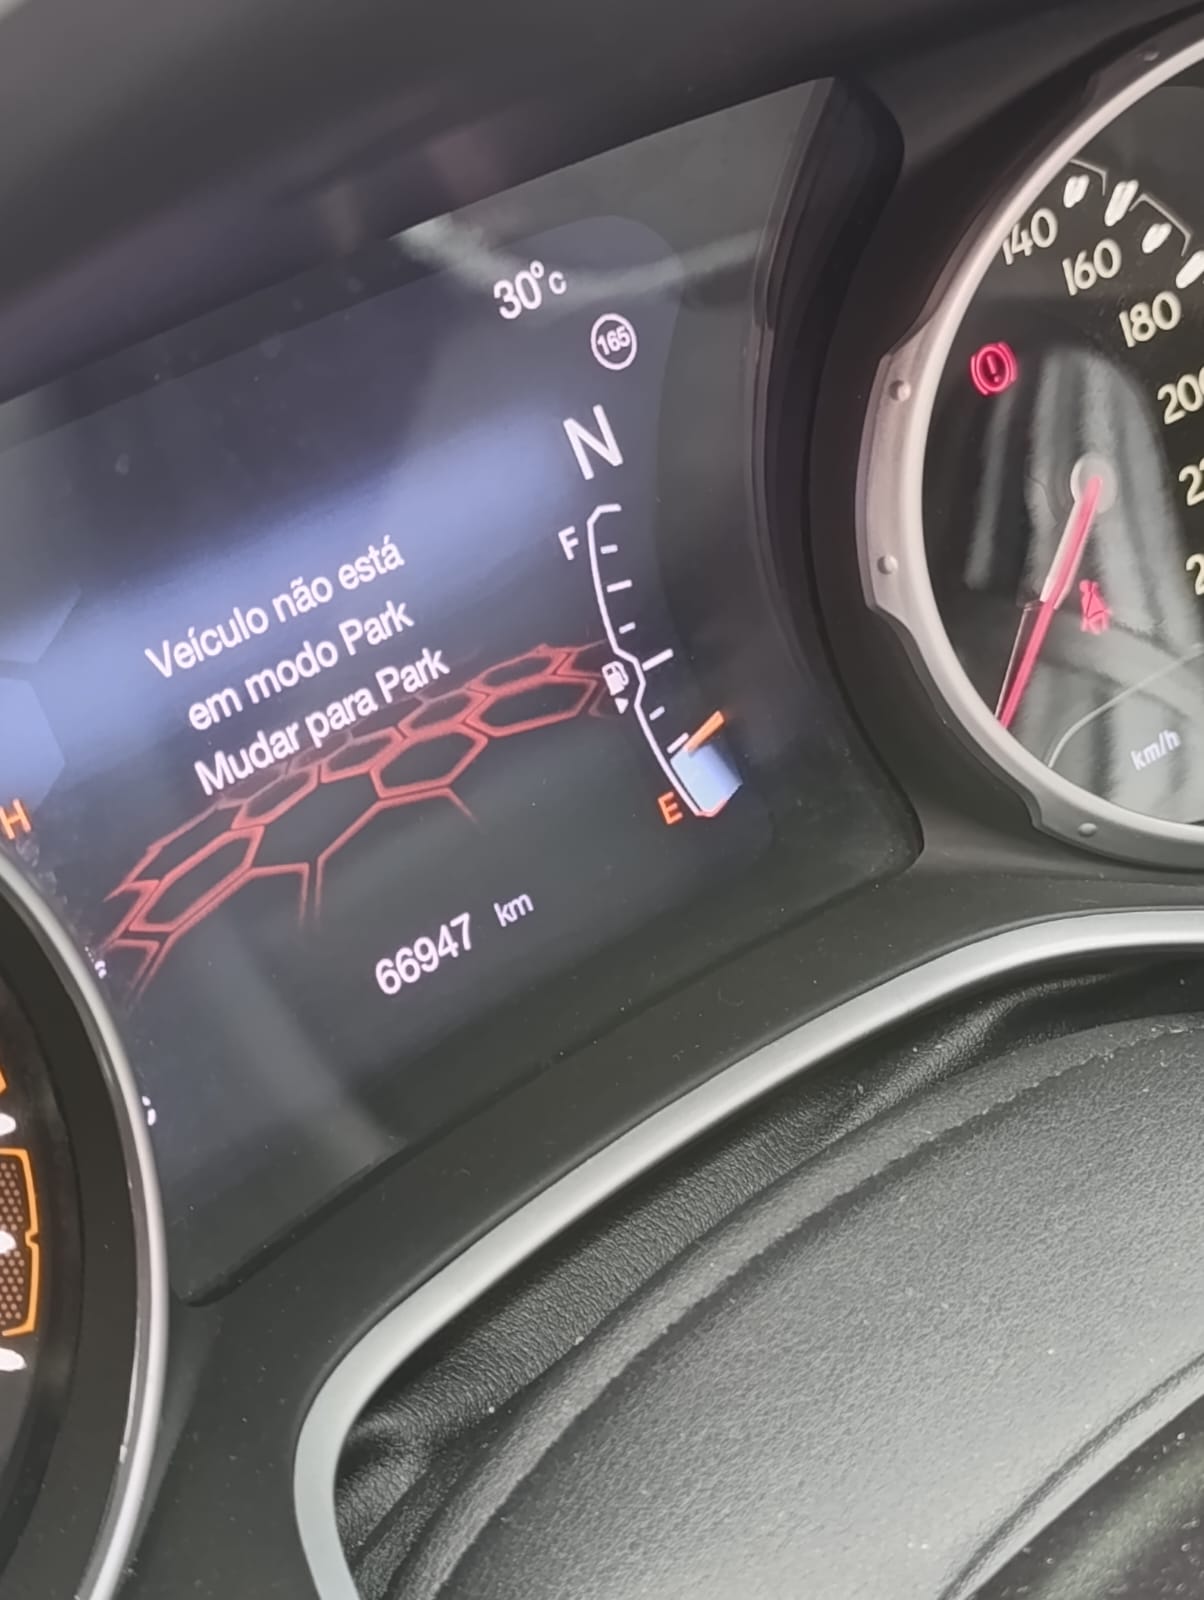 30°c
165
N
F
Veículo não está
em modo Park
Mudar para Park
E
H
66947 km
140
160
180
km/h